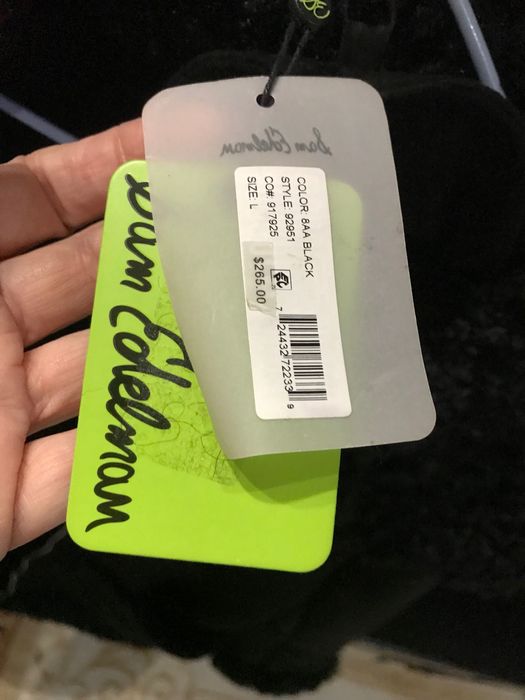 Sam Edelman
COLOR: 8AA BLACK
STYLE: 92951
CO#: 917925
SIZE: L
$265.00
7 24432 72233 9
Sam Edelman